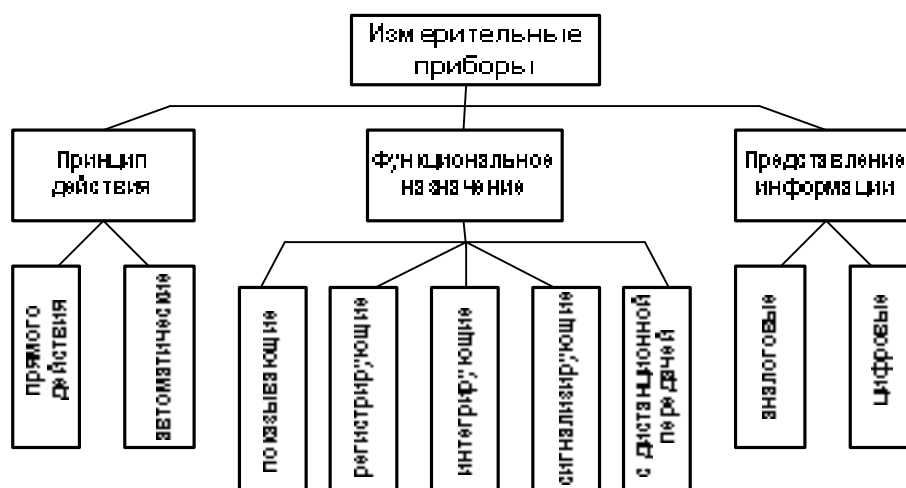 Измерительные
приборы
Принцип
действия
Функциональное
назначение
Представление
информации
прямого
действия
автоматические
показывающие
регистрирующие
интегрирующие
сигнализирующие
с дистанционной
передачей
аналоговые
цифровые